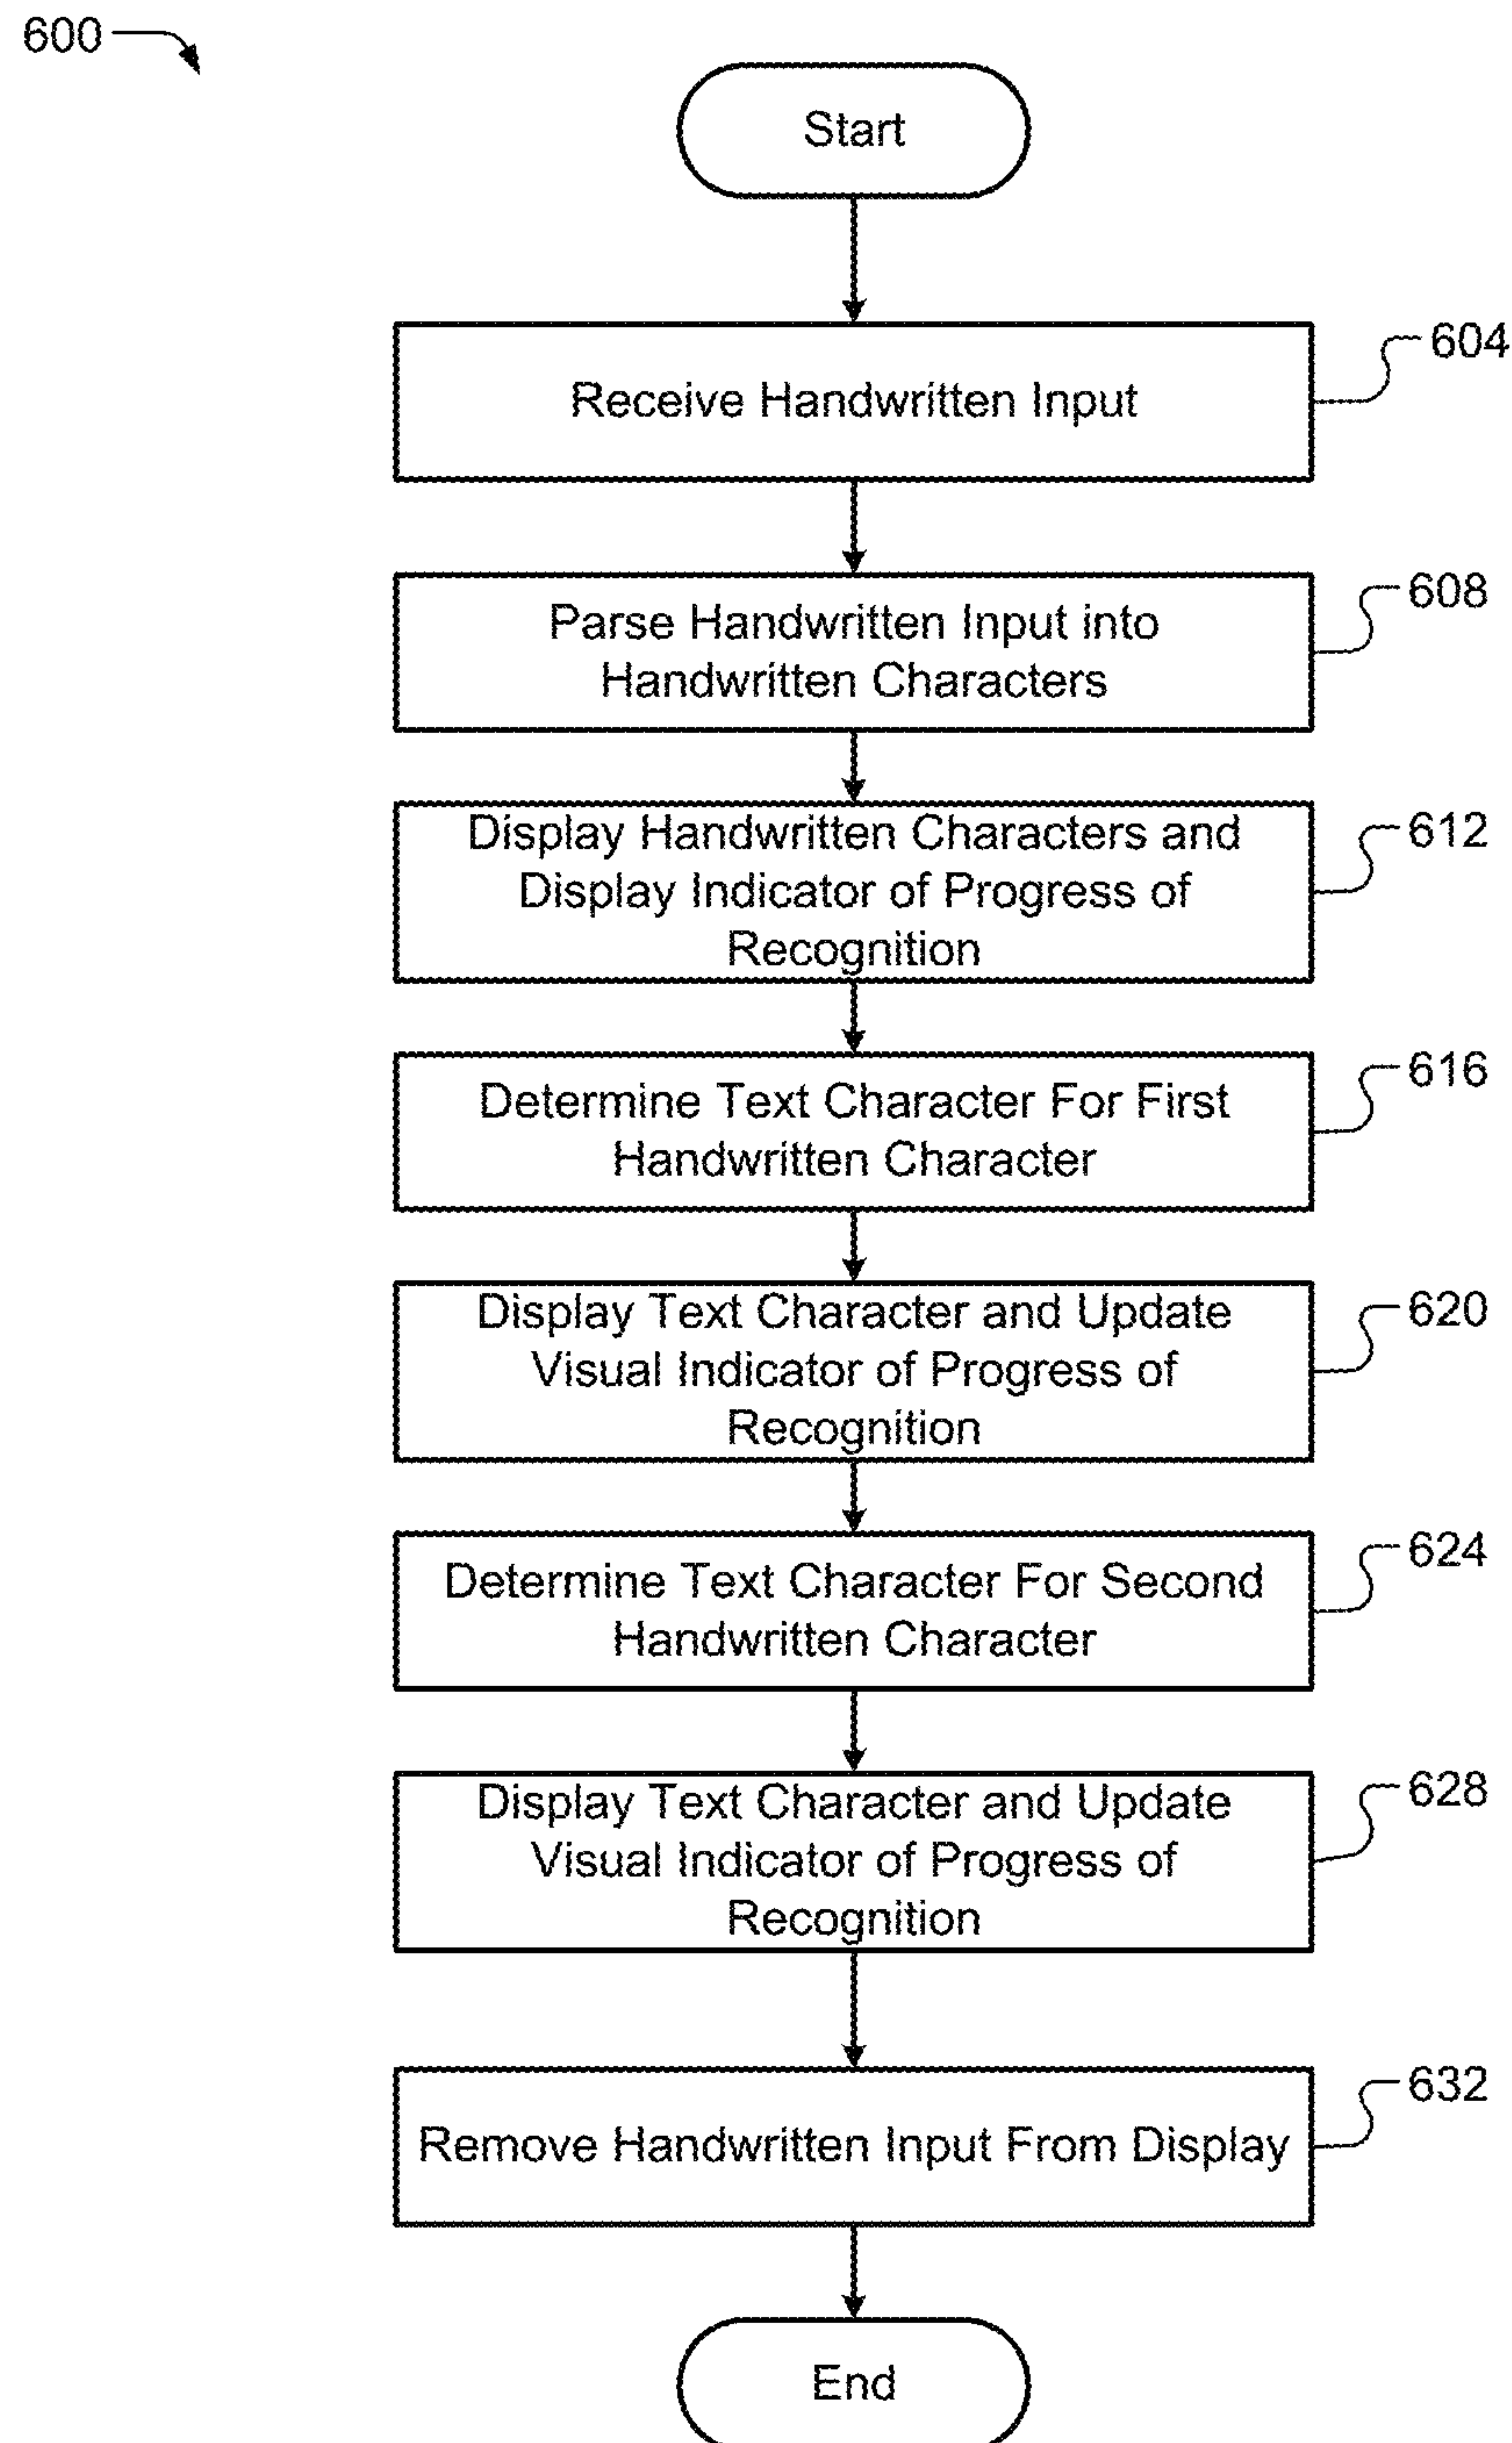 600
Start
Receive Handwritten Input
604
Parse Handwritten Input into
Handwritten Characters
608
Display Handwritten Characters and
Display Indicator of Progress of
Recognition
612
Determine Text Character For First
Handwritten Character
616
Display Text Character and Update
Visual Indicator of Progress of
Recognition
620
Determine Text Character For Second
Handwritten Character
624
Display Text Character and Update
Visual Indicator of Progress of
Recognition
628
Remove Handwritten Input From Display
632
End